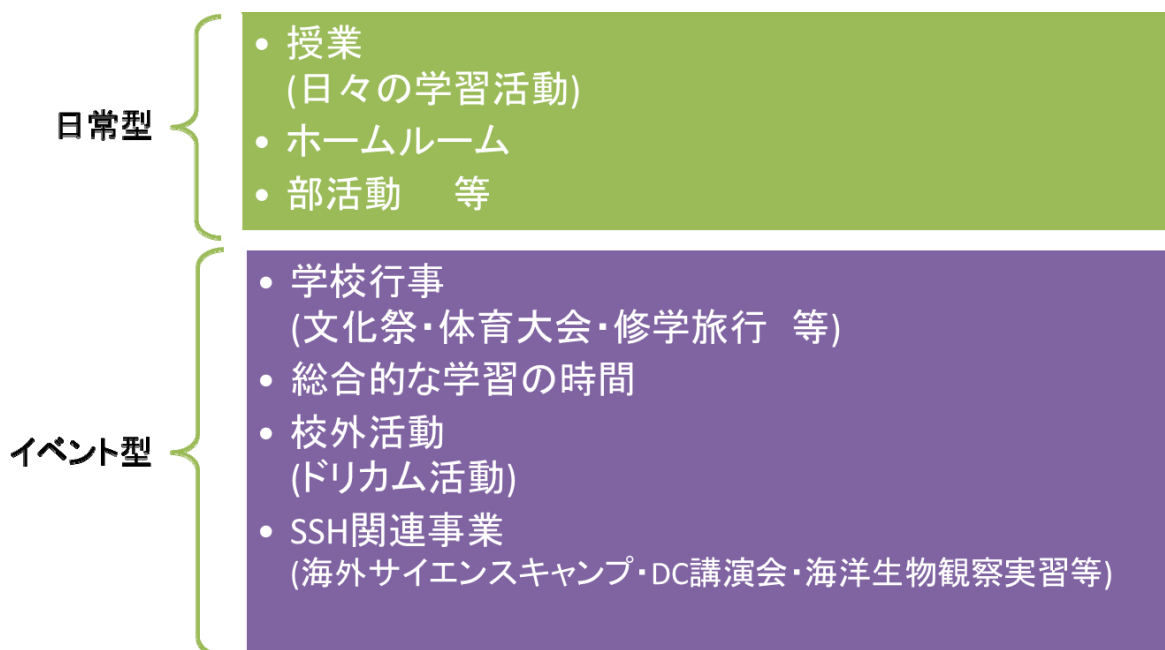 日常型
• 授業
(日々の学習活動)
• ホームルーム
• 部活動　等
イベント型
• 学校行事
(文化祭・体育大会・修学旅行　等)
• 総合的な学習の時間
• 校外活動
(ドリカム活動)
• SSH関連事業
(海外サイエンスキャンプ・DC講演会・海洋生物観察実習等)